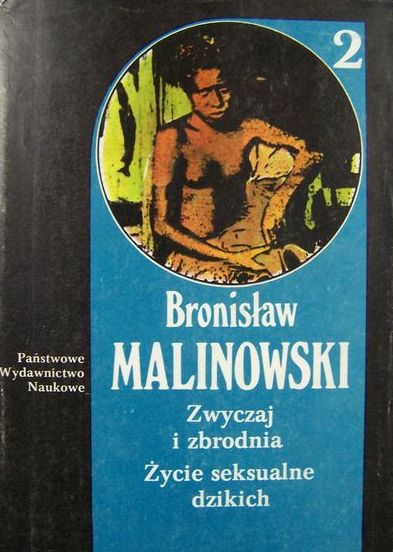 2
Bronisław
MALINOWSKI
Państwowe
Wydawnictwo
Naukowe
Zwyczaj
i zbrodnia
Życie seksualne
dzikich